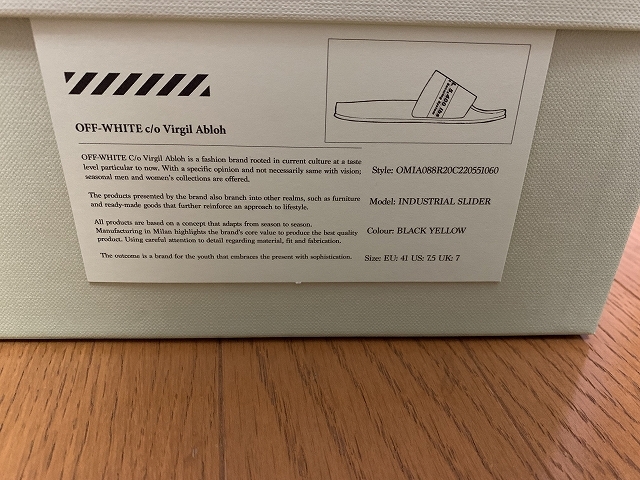 OFF-WHITE c/o Virgil Abloh
OFF-WHITE C/o Virgil Abloh is a fashion brand rooted in current culture at a taste
level particular to now. With a specific opinion and not necessarily same with vision;
seasonal men and women's collections are offered.
The products presented by the brand also branch into other realms, such as furniture
and ready-made goods that further reinforce an approach to lifestyle.
All products are based on a concept that adapts from season to season.
Manufacturing in Milan highlights the brand's core value to produce the best quality
product. Using careful attention to detail regarding material, fit and fabrication.
The outcome is a brand for the youth that embraces the present with sophistication.
Style: OMIA088R20C220551060
Model: INDUSTRIAL SLIDER
Colour: BLACK YELLOW
Size: EU: 41 US: 7.5 UK: 7